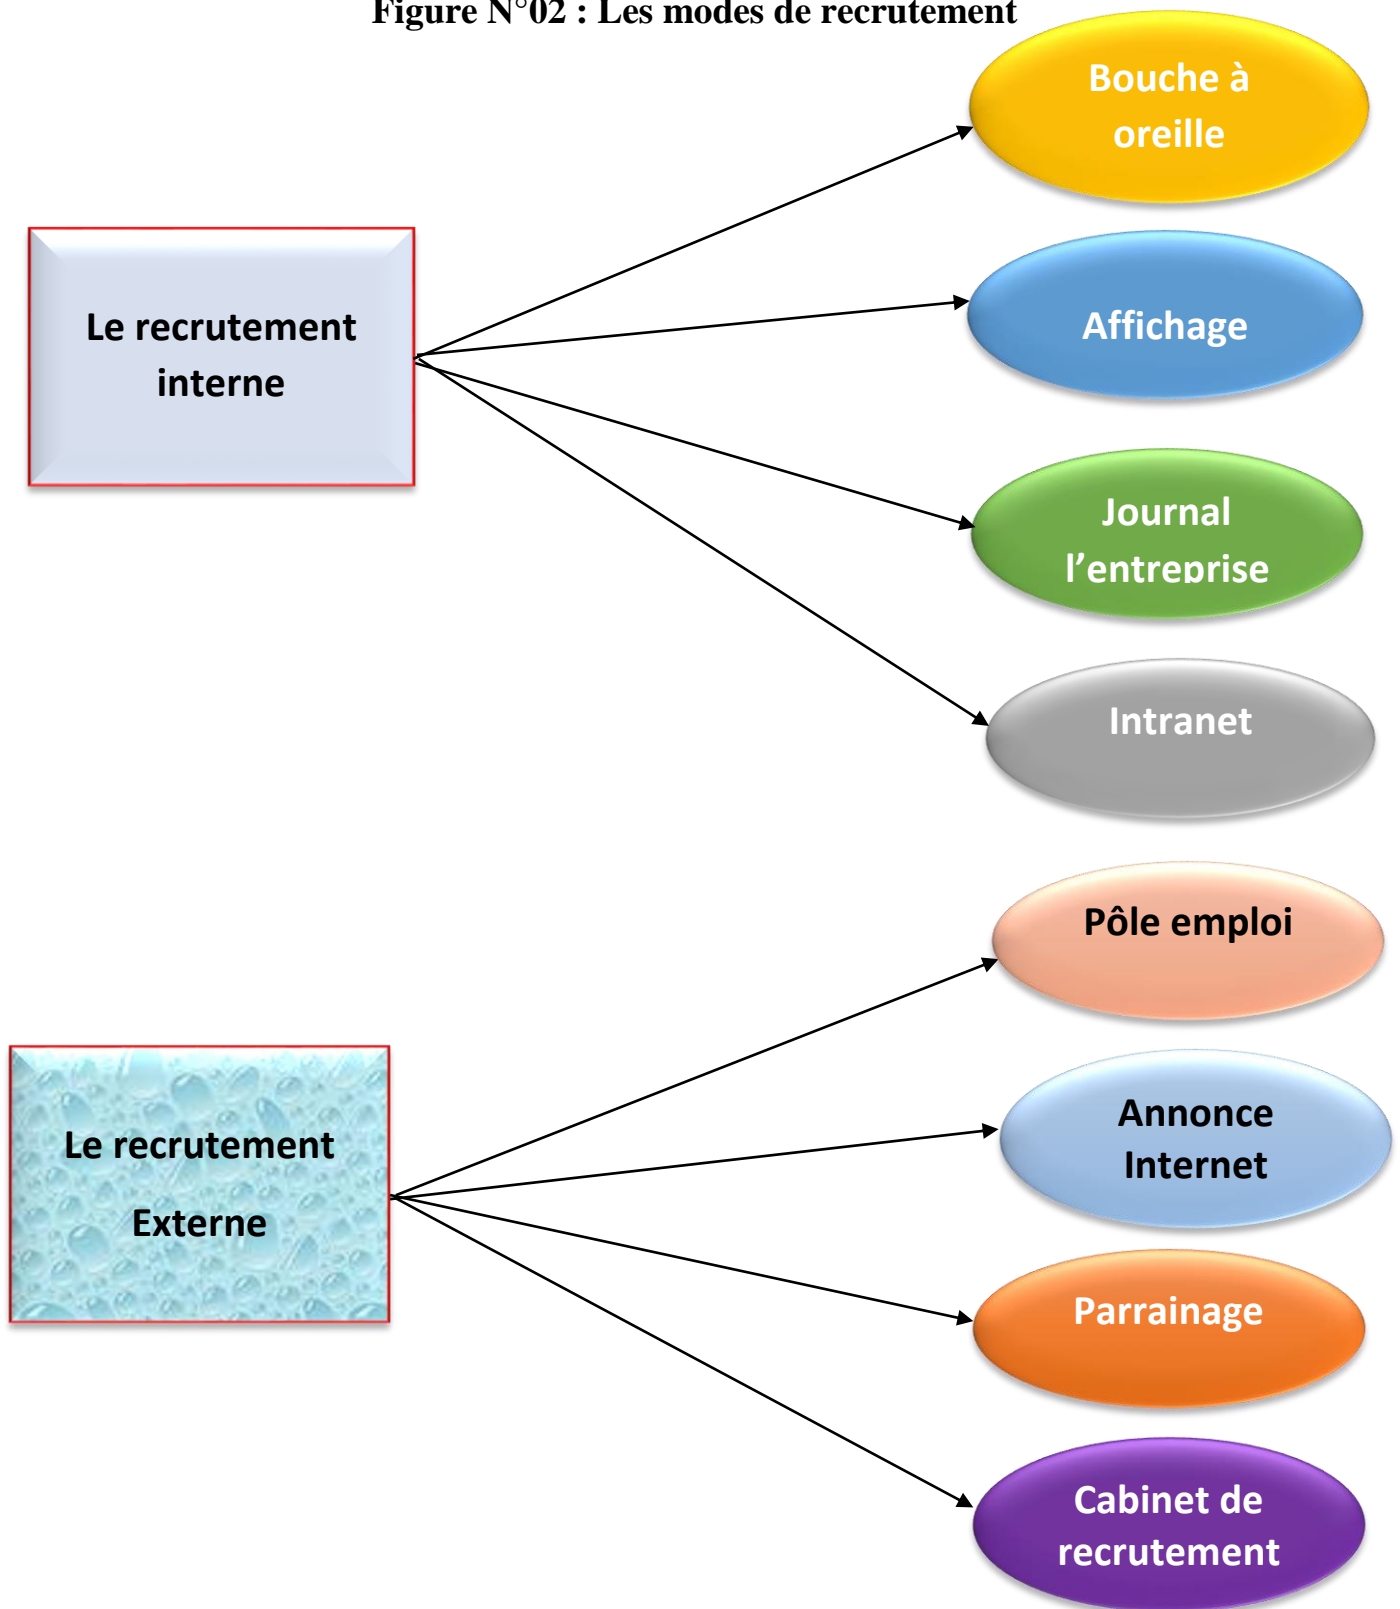 Figure N°02 : Les modes de recrutement
Bouche à
oreille
Le recrutement
interne
Affichage
Journal
l’entreprise
Intranet
Pôle emploi
Le recrutement
Externe
Annonce
Internet
Parrainage
Cabinet de
recrutement